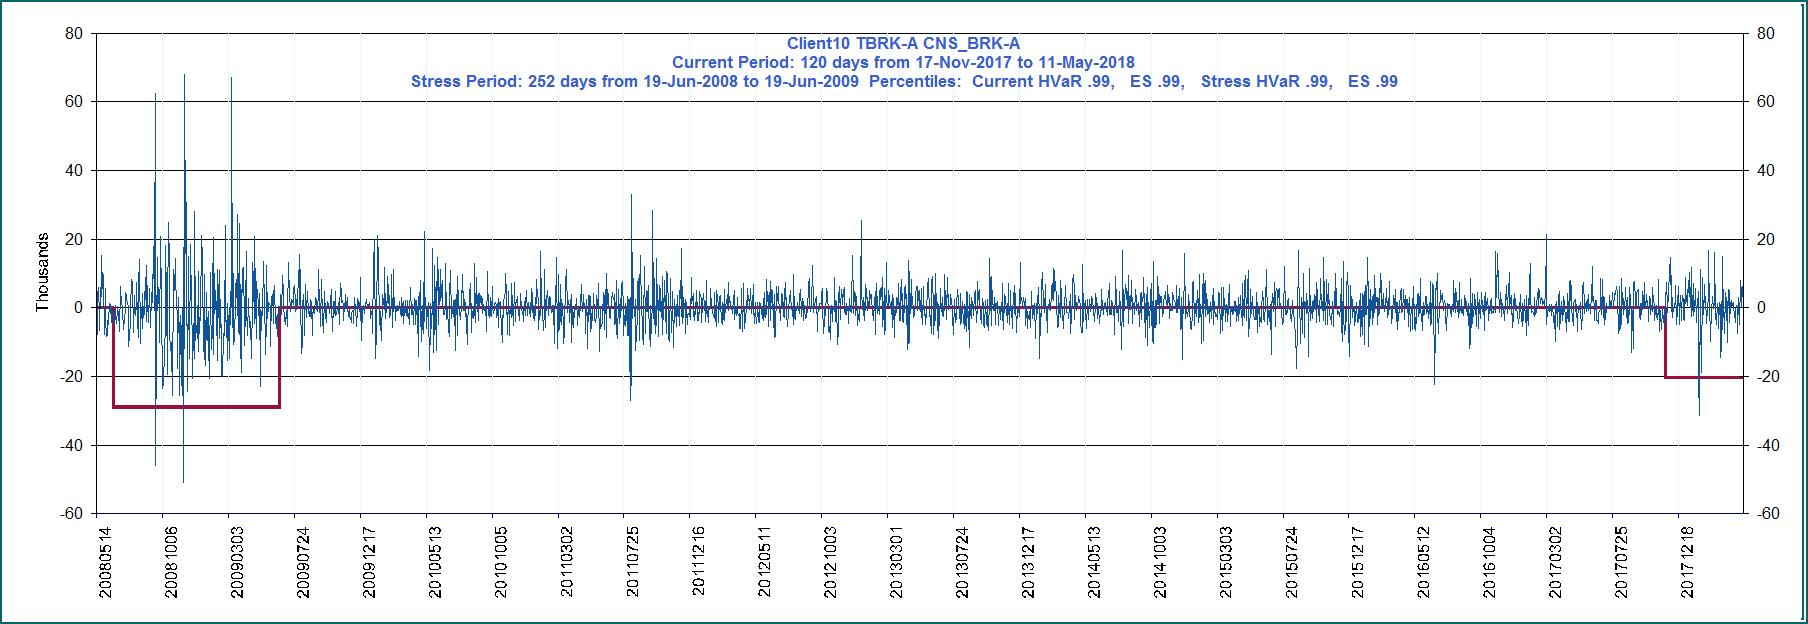 Client10 TBRK-A CNS_BRK-A
Current Period: 120 days from 17-Nov-2017 to 11-May-2018
Stress Period: 252 days from 19-Jun-2008 to 19-Jun-2009  Percentiles:  Current HVaR .99,   ES .99,   Stress HVaR .99,   ES .99
Thousands
80 80
60 60
40 40
20 20
0 0
-20 -20
-40 -40
-60 -60
20080514 20081006 20090303 20090724 20091217 20100513 20101005 20110302 20110725 20111216 20120511 20121003 20130301 20130724 20131217 20140513 20141003 20150303 20150724 20151217 20160512 20161004 20170302 20170725 20171218